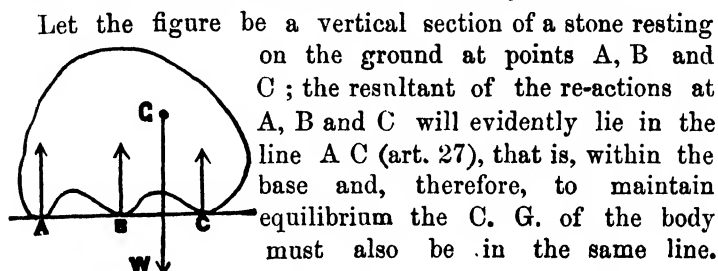 Let the figure be a vertical section of a stone resting
on the ground at points A, B and
C ; the resultant of the re-actions at
A, B and C will evidently lie in the
line A C (art. 27), that is, within the
base and, therefore, to maintain
equilibrium the C. G. of the body
must also be in the same line.
G
A B C
W